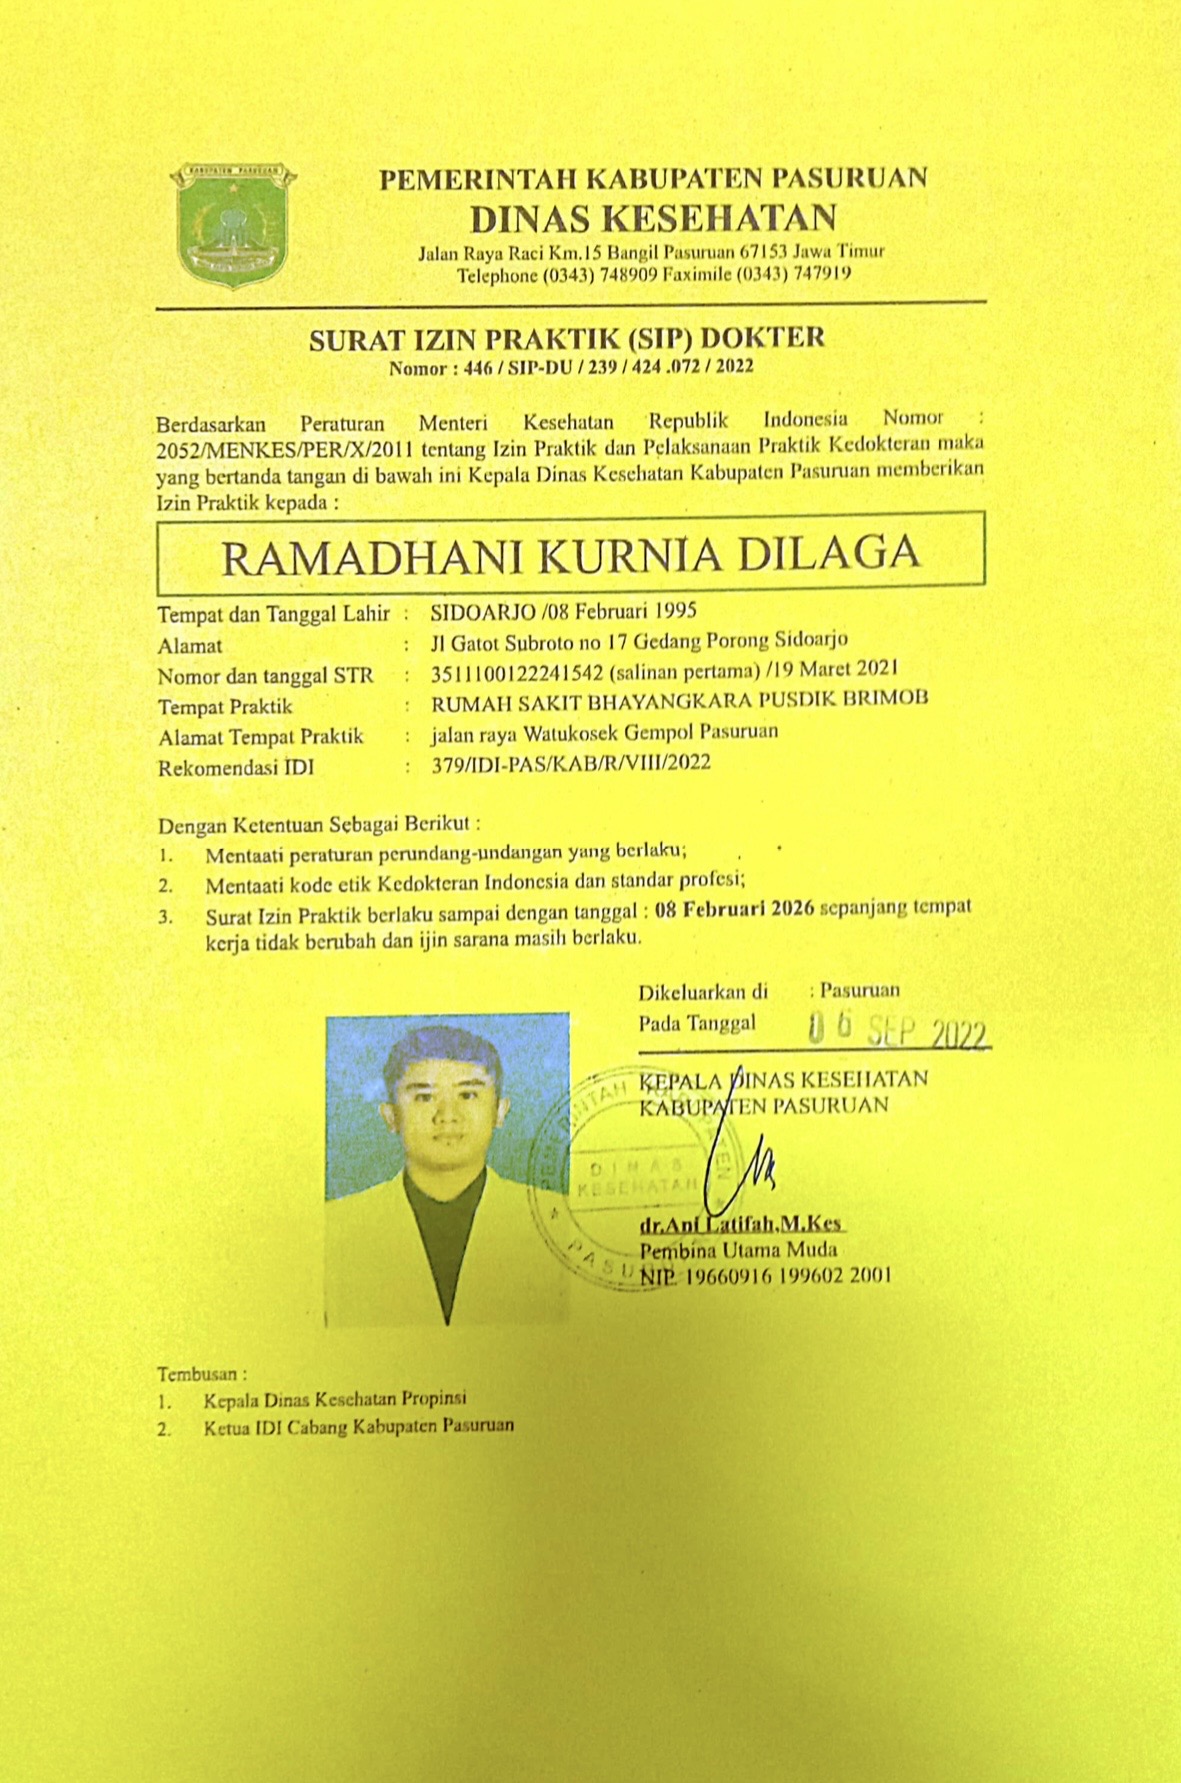 KABUPATEN PASURUAN
PEMERINTAH KABUPATEN PASURUAN
DINAS KESEHATAN
Jalan Raya Raci Km.15 Bangil Pasuruan 67153 Jawa Timur
Telephone (0343) 748909 Faximile (0343) 747919
SURAT IZIN PRAKTIK (SIP) DOKTER
Nomor : 446 / SIP-DU / 239 / 424 .072 / 2022
Berdasarkan Peraturan Menteri Kesehatan Republik Indonesia Nomor :
2052/MENKES/PER/X/2011 tentang Izin Praktik dan Pelaksanaan Praktik Kedokteran maka
yang bertanda tangan di bawah ini Kepala Dinas Kesehatan Kabupaten Pasuruan memberikan
Izin Praktik kepada :
RAMADHANI KURNIA DILAGA
Tempat dan Tanggal Lahir : SIDOARJO /08 Februari 1995
Alamat : Jl Gatot Subroto no 17 Gedang Porong Sidoarjo
Nomor dan tanggal STR : 3511100122241542 (salinan pertama) /19 Maret 2021
Tempat Praktik : RUMAH SAKIT BHAYANGKARA PUSDIK BRIMOB
Alamat Tempat Praktik : jalan raya Watukosek Gempol Pasuruan
Rekomendasi IDI : 379/IDI-PAS/KAB/R/VIII/2022
Dengan Ketentuan Sebagai Berikut :
1. Mentaati peraturan perundang-undangan yang berlaku;
2. Mentaati kode etik Kedokteran Indonesia dan standar profesi;
3. Surat Izin Praktik berlaku sampai dengan tanggal : 08 Februari 2026 sepanjang tempat
kerja tidak berubah dan ijin sarana masih berlaku.
Dikeluarkan di : Pasuruan
Pada Tanggal 06 SEP 2022
KEPALA DINAS KESEHATAN
KABUPATEN PASURUAN
PEMERINTAH KABUPATEN
DINAS
KESEHATAN
PASURUAN
dr.Ani Latifah,M.Kes
Pembina Utama Muda
NIP. 19660916 199602 2001
Tembusan :
1. Kepala Dinas Kesehatan Propinsi
2. Ketua IDI Cabang Kabupaten Pasuruan